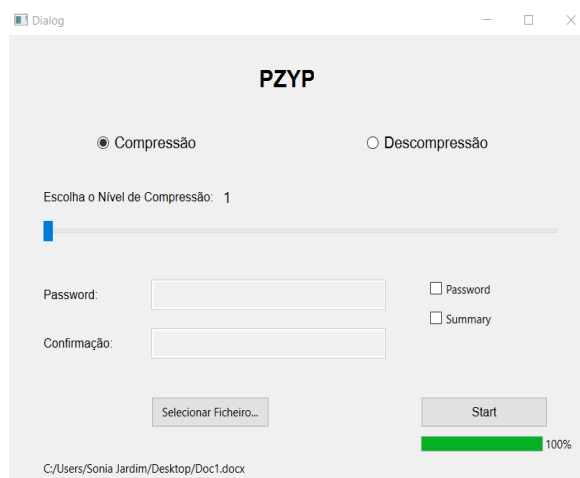 Dialog
PZYP
Compressão Descompressão
Escolha o Nível de Compressão: 1
Password: Password
Summary
Confirmação:
Selecionar Ficheiro... Start
100%
C:/Users/Sonia Jardim/Desktop/Doc1.docx